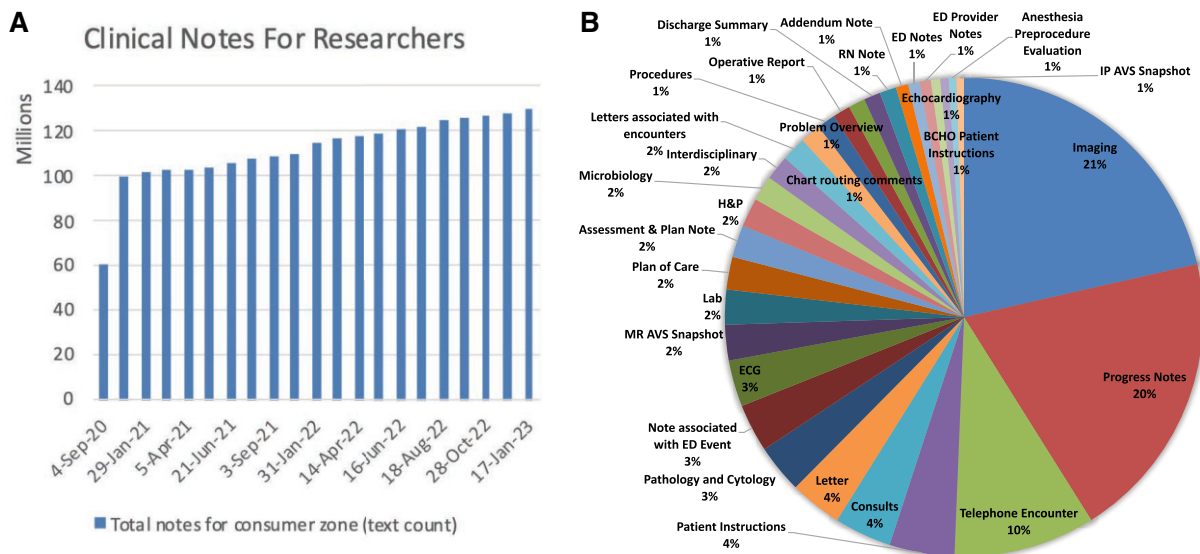 A
Clinical Notes For Researchers
Millions
140
120
100
80
60
40
20
0
4-Sep-20
29-Jan-21
5-Apr-21
21-Jun-21
3-Sep-21
31-Jan-22
14-Apr-22
16-Jun-22
18-Aug-22
28-Oct-22
17-Jan-23
Total notes for consumer zone (text count)
B
Imaging
21%
Progress Notes
20%
Telephone Encounter
10%
Patient Instructions
4%
Consults
4%
Letter
4%
Pathology and Cytology
3%
Note associated
with ED Event
3%
ECG
3%
MR AVS Snapshot
2%
Lab
2%
Plan of Care
2%
Assessment & Plan Note
2%
H&P
2%
Microbiology
2%
Interdisciplinary
2%
Letters associated with
encounters
2%
Chart routing comments
1%
Problem Overview
1%
Procedures
1%
Operative Report
1%
Discharge Summary
1%
RN Note
1%
Addendum Note
1%
ED Notes
1%
ED Provider
Notes
1%
Echocardiography
1%
BCHO Patient
Instructions
1%
Anesthesia
Preprocedure
Evaluation
1%
IP AVS Snapshot
1%